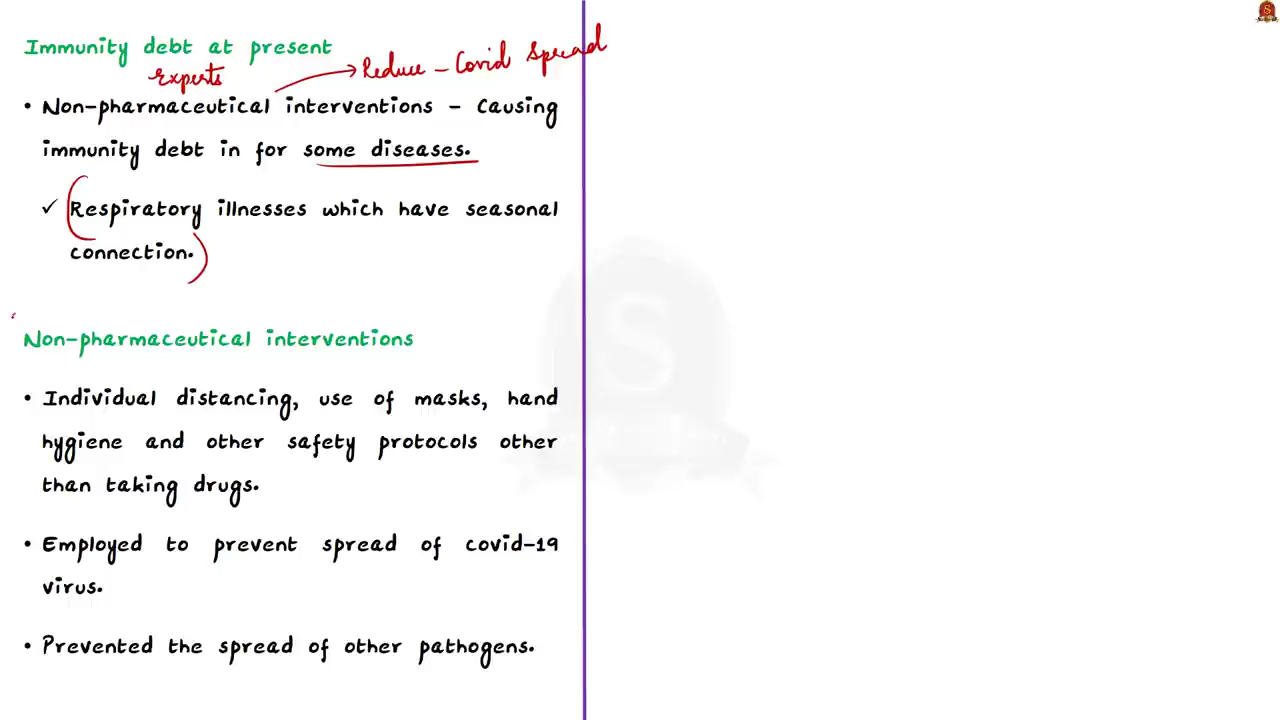 Immunity debt at present
experts
Reduce - Covid Spread
• Non-pharmaceutical interventions - Causing
immunity debt in for some diseases.
✓ Respiratory illnesses which have seasonal
connection.
Non-pharmaceutical interventions
• Individual distancing, use of masks, hand
hygiene and other safety protocols other
than taking drugs.
• Employed to prevent spread of covid-19
virus.
• Prevented the spread of other pathogens.
S